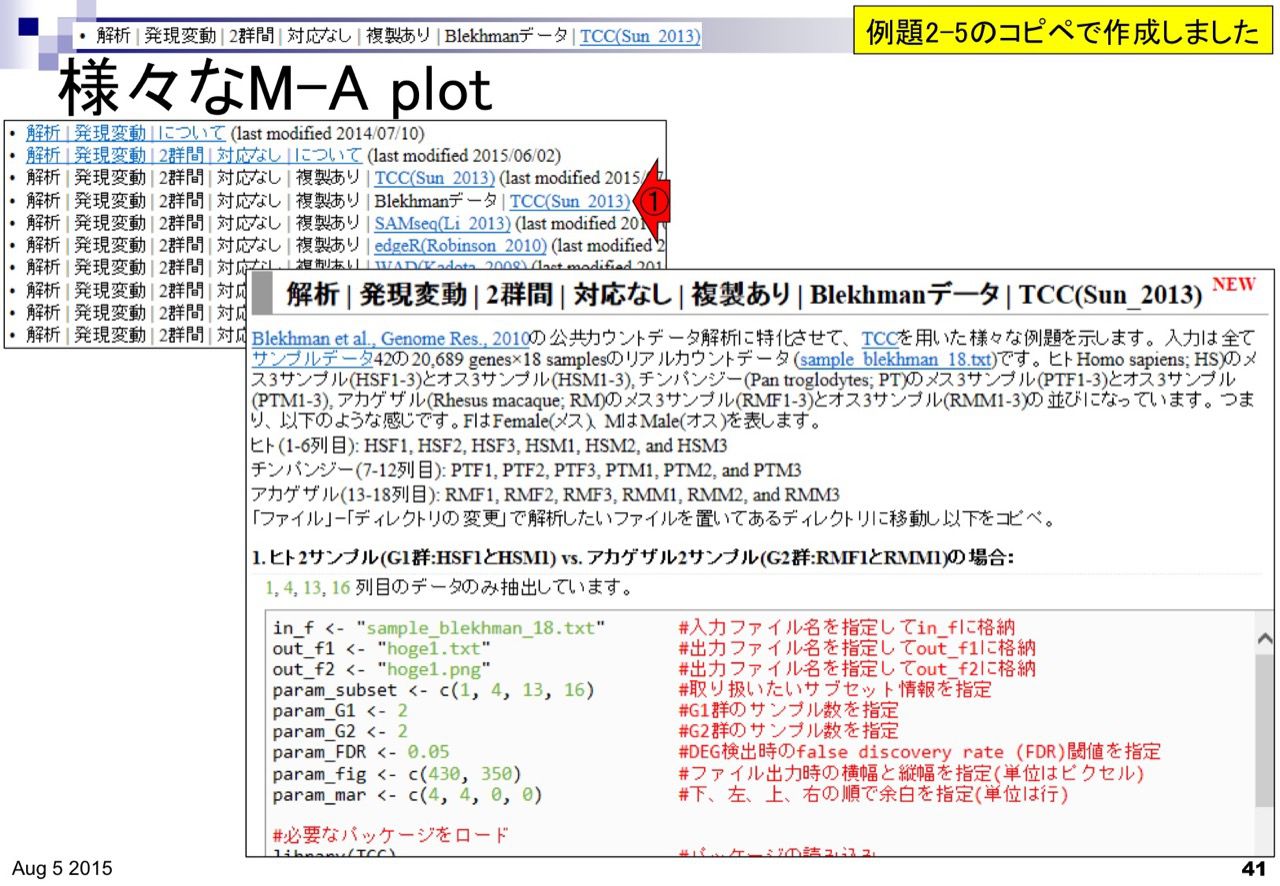 • 解析 | 発現変動 | 2群間 | 対応なし | 複製あり | Blekhmanデータ | TCC(Sun_2013)
例題2-5のコピペで作成しました
様々なM-A plot
• 解析 | 発現変動 | について (last modified 2014/07/10)
• 解析 | 発現変動 | 2群間 | 対応なし | について (last modified 2015/06/02)
• 解析 | 発現変動 | 2群間 | 対応なし | 複製あり | TCC(Sun_2013) (last modified 2015/
• 解析 | 発現変動 | 2群間 | 対応なし | 複製あり | Blekhmanデータ | TCC(Sun_2013)
①
• 解析 | 発現変動 | 2群間 | 対応なし | 複製あり | SAMseq(Li_2013) (last modified 201
• 解析 | 発現変動 | 2群間 | 対応なし | 複製あり | edgeR(Robinson_2010) (last modified 2
• 解析 | 発現変動 | 2群間 | 対応なし | 複製あり | WAD(Kadota_2008) (last modified 201
• 解析 | 発現変動 | 2群間 | 対応
• 解析 | 発現変動 | 2群間 | 対応
• 解析 | 発現変動 | 2群間 | 対応
解析 | 発現変動 | 2群間 | 対応なし | 複製あり | Blekhmanデータ | TCC(Sun_2013) NEW
Blekhman et al., Genome Res., 2010の公共カウントデータ解析に特化させて、TCCを用いた様々な例題を示します。入力は全て
サンプルデータ42の20,689 genes×18 samplesのリアルカウントデータ(sample_blekhman_18.txt)です。ヒトHomo sapiens; HS)のメ
ス3サンプル(HSF1-3)とオス3サンプル(HSM1-3), チンパンジー(Pan troglodytes; PT)のメス3サンプル(PTF1-3)とオス3サンプル
(PTM1-3), アカゲザル(Rhesus macaque; RM)のメス3サンプル(RMF1-3)とオス3サンプル(RMM1-3)の並びになっています。つま
り、以下のような感じです。FはFemale(メス)、MはMale(オス)を表します。
ヒト(1-6列目): HSF1, HSF2, HSF3, HSM1, HSM2, and HSM3
チンパンジー(7-12列目): PTF1, PTF2, PTF3, PTM1, PTM2, and PTM3
アカゲザル(13-18列目): RMF1, RMF2, RMF3, RMM1, RMM2, and RMM3
「ファイル」-「ディレクトリの変更」で解析したいファイルを置いてあるディレクトリに移動し以下をコピペ。
1. ヒト2サンプル(G1群:HSF1とHSM1) vs. アカゲザル2サンプル(G2群:RMF1とRMM1)の場合:
1, 4, 13, 16 列目のデータのみ抽出しています。
in_f <- "sample_blekhman_18.txt" #入力ファイル名を指定してin_fに格納
out_f1 <- "hoge1.txt" #出力ファイル名を指定してout_f1に格納
out_f2 <- "hoge1.png" #出力ファイル名を指定してout_f2に格納
param_subset <- c(1, 4, 13, 16) #取り扱いたいサブセット情報を指定
param_G1 <- 2 #G1群のサンプル数を指定
param_G2 <- 2 #G2群のサンプル数を指定
param_FDR <- 0.05 #DEG検出時のfalse discovery rate (FDR)閾値を指定
param_fig <- c(430, 350) #ファイル出力時の横幅と縦幅を指定(単位はピクセル)
param_mar <- c(4, 4, 0, 0) #下、左、上、右の順で余白を指定(単位は行)
#必要なパッケージをロード
library(TCC) #パッケージの読み込み
Aug 5 2015
41